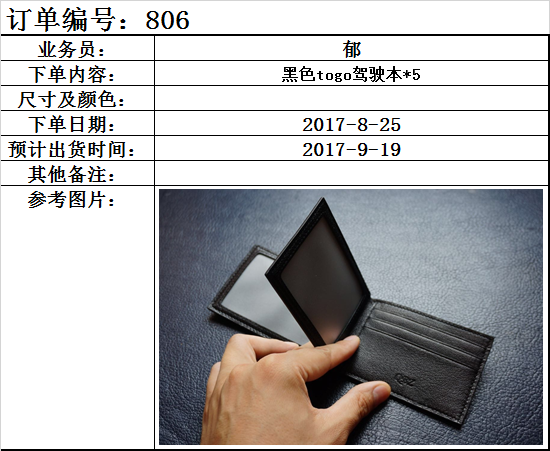 订单编号：806
业务员： 郁
下单内容： 黑色togo驾驶本*5
尺寸及颜色：
下单日期： 2017-8-25
预计出货时间： 2017-9-19
其他备注：
参考图片：